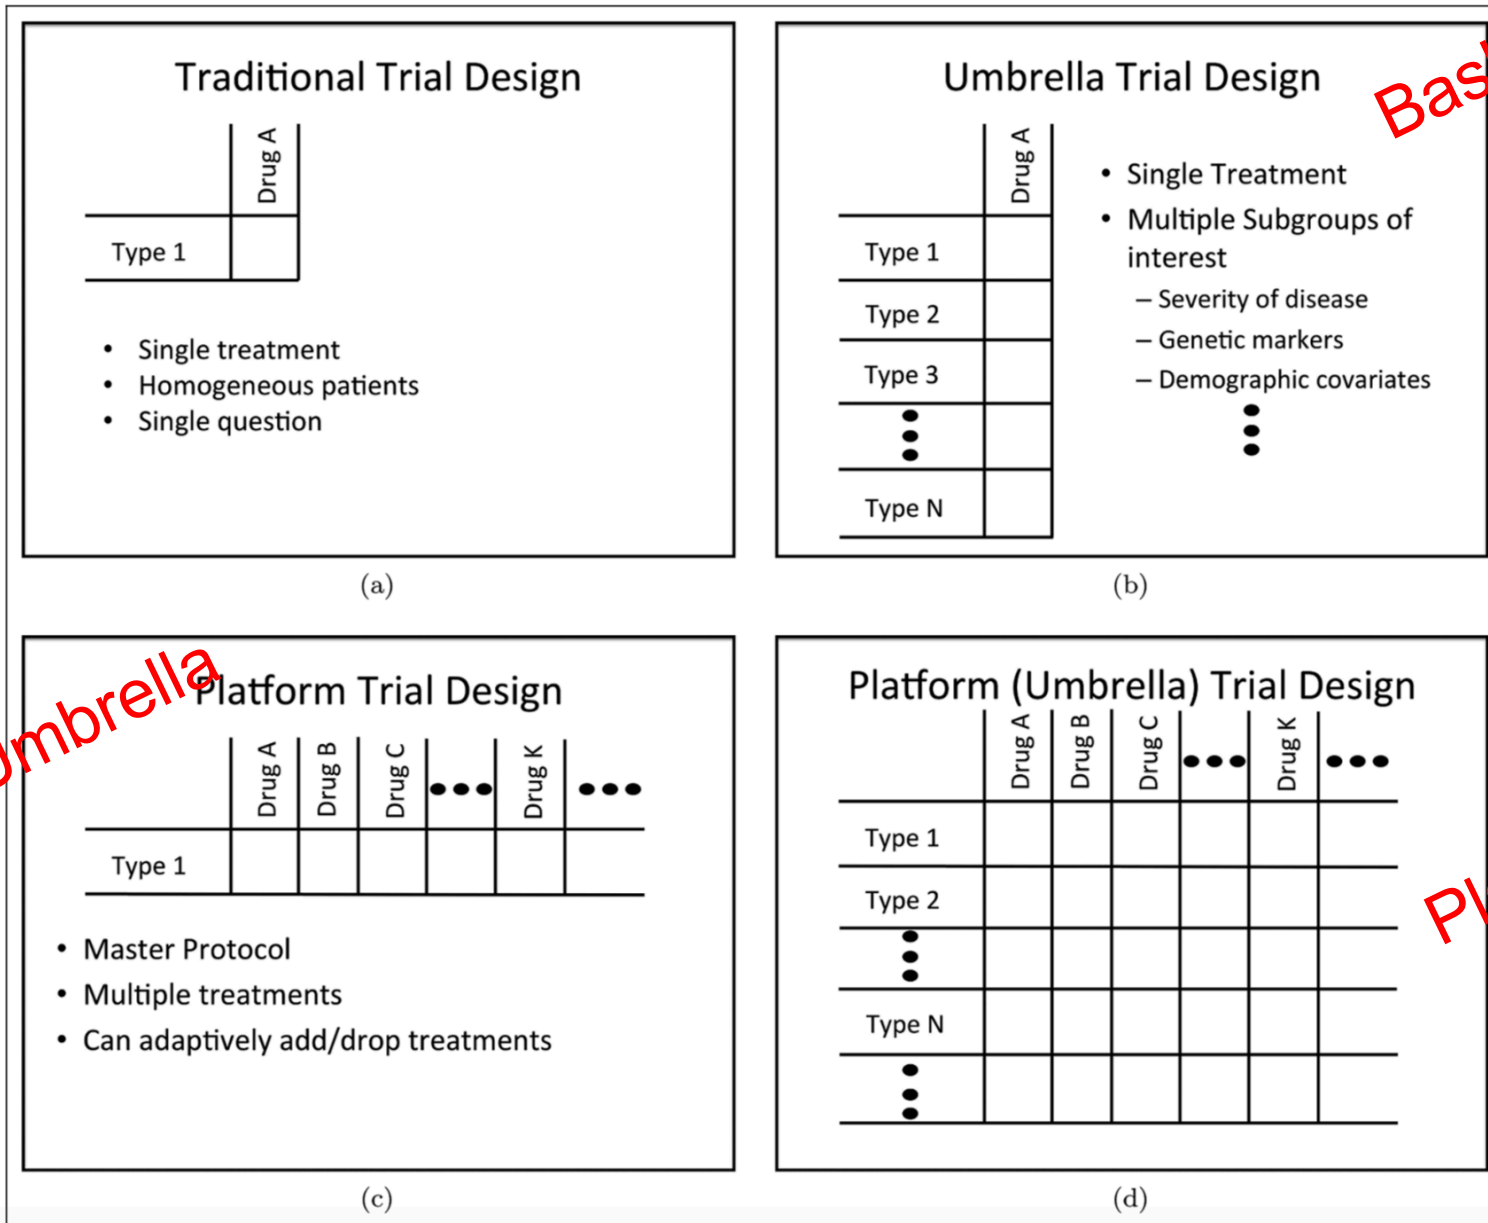 Traditional Trial Design
Drug A
Type 1
• Single treatment
• Homogeneous patients
• Single question
(a)
Umbrella Trial Design
Drug A
• Single Treatment
• Multiple Subgroups of
interest
– Severity of disease
– Genetic markers
– Demographic covariates
Type 1
Type 2
Type 3
Type N
(b)
Umbrella
Platform Trial Design
Drug A
Drug B
Drug C
Drug K
Type 1
• Master Protocol
• Multiple treatments
• Can adaptively add/drop treatments
(c)
Platform (Umbrella) Trial Design
Drug A
Drug B
Drug C
Drug K
Type 1
Type 2
Type N
(d)